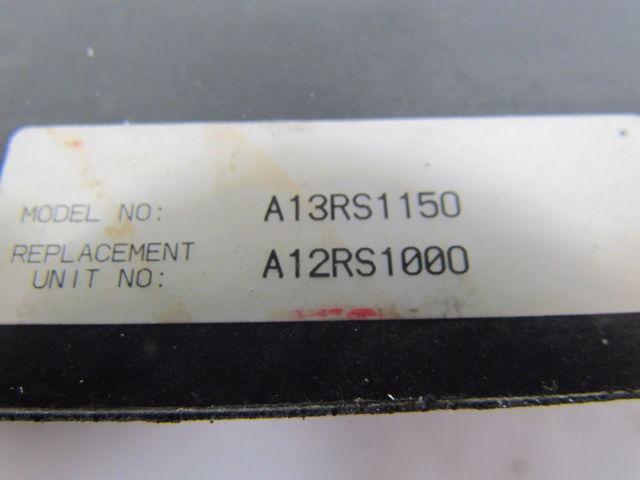 MODEL NO: A13RS1150
REPLACEMENT
UNIT NO: A12RS1000